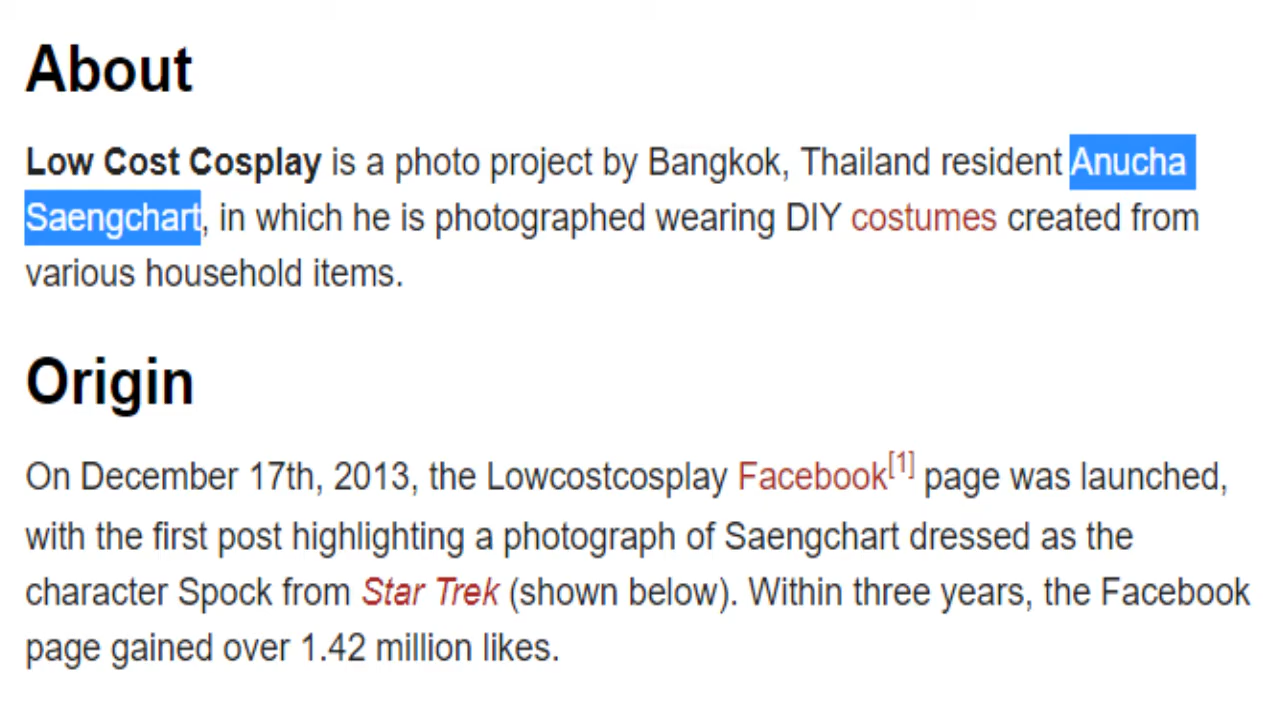 About
Low Cost Cosplay is a photo project by Bangkok, Thailand resident Anucha
Saengchart, in which he is photographed wearing DIY costumes created from
various household items.
Origin
On December 17th, 2013, the Lowcostcosplay Facebook[1] page was launched,
with the first post highlighting a photograph of Saengchart dressed as the
character Spock from Star Trek (shown below). Within three years, the Facebook
page gained over 1.42 million likes.